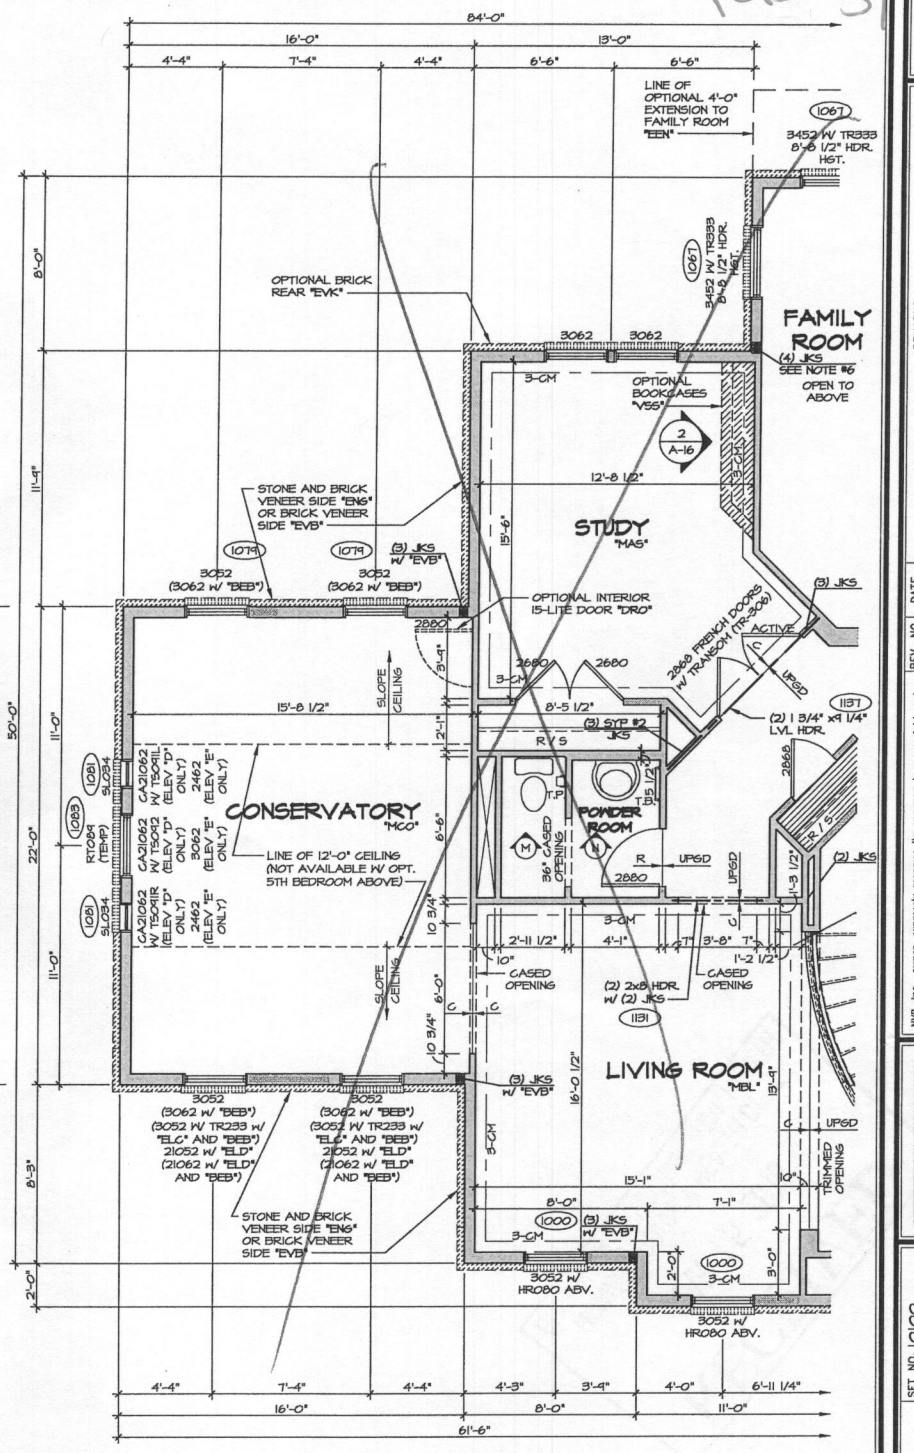 84'-0"
16'-0"
13'-0"
4'-4"
7'-4"
4'-4"
6'-6"
6'-6"
LINE OF
OPTIONAL 4'-0"
EXTENSION TO
FAMILY ROOM
"EEN"
1067
3452 W/ TR333
8'-8 1/2" HDR.
HGT.
1067
3452 W/ TR333
8'-8 1/2" HDR.
HGT.
8'-0"
OPTIONAL BRICK
REAR "EVK"
3062
3062
FAMILY
ROOM
(4) JKS
SEE NOTE #6
OPEN TO
ABOVE
3-CM
OPTIONAL
BOOKCASES
"VSS"
2
A-16
3-CM
11'-9"
STONE AND BRICK
VENEER SIDE "ENG"
OR BRICK VENEER
SIDE "EVB"
12'-8 1/2"
15'-6"
STUDY
"MAS"
1079
1079
(3) JKS
W/ "EVB"
3052
(3062 W/ "BEB")
3052
(3062 W/ "BEB")
OPTIONAL INTERIOR
15-LITE DOOR "DRO"
(3) JKS
2868 FRENCH DOORS
W/ TRANSOM (TR-306)
ACTIVE
C
UPGD
2880
3'-9"
SLOPE
CEILING
2680
2680
3-CM
50'-0"
22'-0"
11'-0"
15'-8 1/2"
8'-5 1/2"
2'-1"
(3) SYP #2
JKS
R / S
1137
(2) 1 3/4" x9 1/4"
LVL HDR.
2868
R / S
1081
SLO34
CA21062
W/ TS091L
(ELEV "D"
ONLY)
2462
(ELEV "E"
ONLY)
1083
RT089
(TEMP)
CA21062
W/ TS0912
(ELEV "D"
ONLY)
3062
(ELEV "E"
ONLY)
1081
SLO34
CA21062
W/ TS091R
(ELEV "D"
ONLY)
2462
(ELEV "E"
ONLY)
CONSERVATORY
"MCO"
LINE OF 12'-0" CEILING
(NOT AVAILABLE W/ OPT.
5TH BEDROOM ABOVE)
6'-6"
T.P.
M
36" CASED
OPENING
T.B.
POWDER
ROOM
N
R
UPGD
2880
UPGD
C
(2) JKS
1'-3 1/2"
11'-0"
SLOPE
CEILING
10 3/4"
6'-0"
10 3/4"
C
C
3-CM
2'-11 1/2"
4'-1"
7"
3'-8"
7"
1'-2 1/2"
10"
CASED
OPENING
(2) 2x8 HDR.
W/ (2) JKS
1131
CASED
OPENING
LIVING ROOM
"MBL"
16'-0 1/2"
13'-9"
3-CM
C
UPGD
TRIMMED
OPENING
10"
(3) JKS
W/ "EVB"
3052
(3062 W/ "BEB")
(3052 W/ TR233 W/
"ELC" AND "BEB")
21052 W/ "ELD"
(21062 W/ "ELD"
AND "BEB")
3052
(3062 W/ "BEB")
(3052 W/ TR233 W/
"ELC" AND "BEB")
21052 W/ "ELD"
(21062 W/ "ELD"
AND "BEB")
8'-3"
15'-1"
8'-0"
7'-1"
STONE AND BRICK
VENEER SIDE "ENG"
OR BRICK VENEER
SIDE "EVB"
1000
(3) JKS
W/ "EVB"
3-CM
2'-0"
1000
3-CM
3'-0"
2'-0"
3052 W/
HR080 ABV.
3052 W/
HR080 ABV.
4'-4"
7'-4"
4'-4"
4'-3"
3'-9"
4'-0"
6'-11 1/4"
16'-0"
8'-0"
11'-0"
61'-6"
REV. NO. DATE